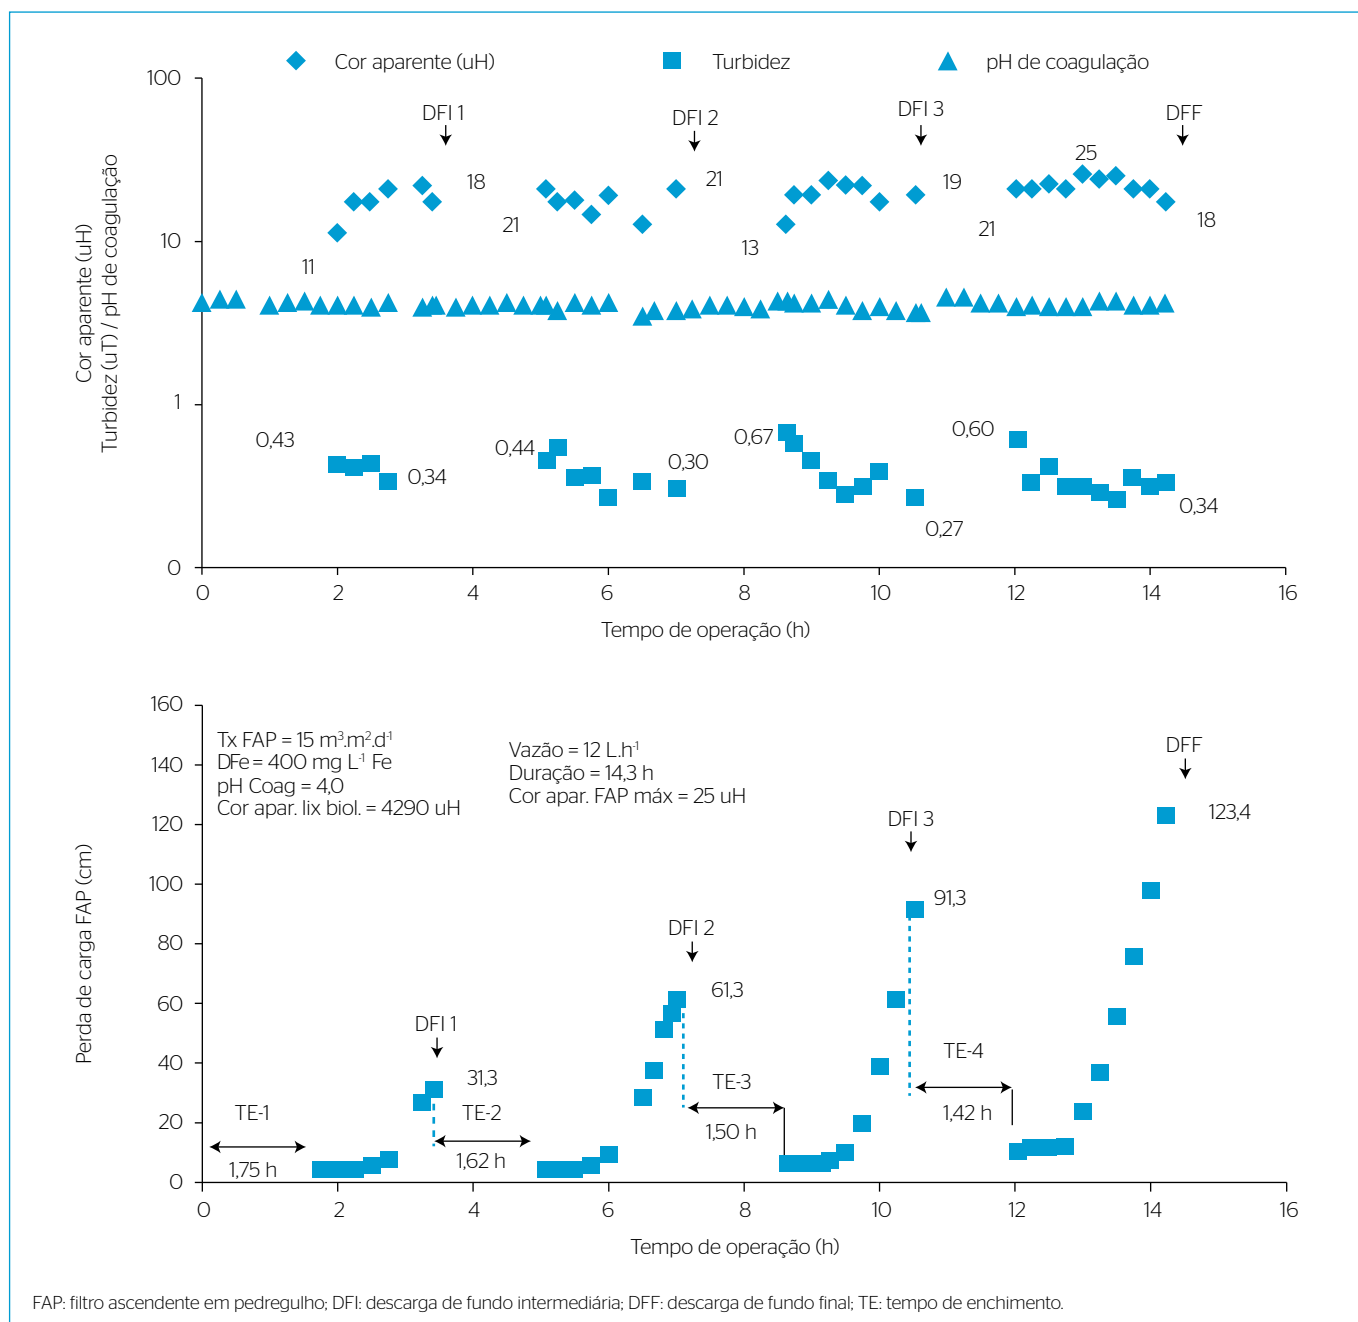 Cor aparente (uH) Turbidez pH de coagulação
Cor aparente (uH)
Turbidez (uT) / pH de coagulação
100
10
1
0
DFI 1
DFI 2
DFI 3
DFF
18
21
19
25
11
21
13
21
18
0,43
0,34
0,44
0,30
0,67
0,27
0,60
0,34
0 2 4 6 8 10 12 14 16
Tempo de operação (h)
Perda de carga FAP (cm)
160
140
120
100
80
60
40
20
0
Tx FAP = 15 m³.m².d⁻¹
DFe = 400 mg L⁻¹ Fe
pH Coag = 4,0
Cor apar. lix biol. = 4290 uH
Vazão = 12 L.h⁻¹
Duração = 14,3 h
Cor apar. FAP máx = 25 uH
DFI 1
31,3
DFI 2
61,3
DFI 3
91,3
DFF
123,4
TE-1
1,75 h
TE-2
1,62 h
TE-3
1,50 h
TE-4
1,42 h
0 2 4 6 8 10 12 14 16
Tempo de operação (h)
FAP: filtro ascendente em pedregulho; DFI: descarga de fundo intermediária; DFF: descarga de fundo final; TE: tempo de enchimento.